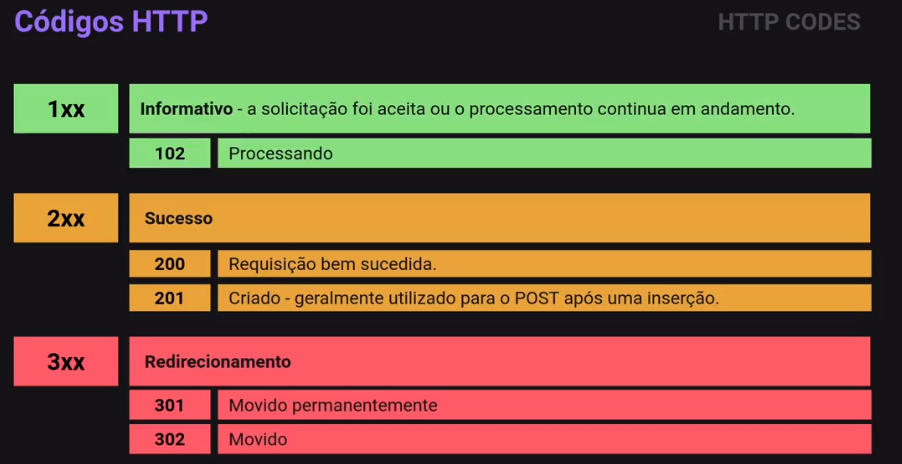 Códigos HTTP
HTTP CODES
1xx
Informativo - a solicitação foi aceita ou o processamento continua em andamento.
102
Processando
2xx
Sucesso
200
Requisição bem sucedida.
201
Criado - geralmente utilizado para o POST após uma inserção.
3xx
Redirecionamento
301
Movido permanentemente
302
Movido